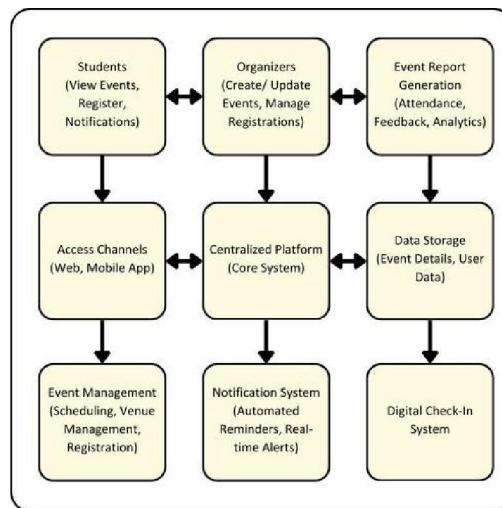 Students
(View Events,
Register,
Notifications)
Organizers
(Create/ Update
Events, Manage
Registrations)
Event Report
Generation
(Attendance,
Feedback, Analytics)
Access Channels
(Web, Mobile App)
Centralized Platform
(Core System)
Data Storage
(Event Details, User
Data)
Event Management
(Scheduling, Venue
Management,
Registration)
Notification System
(Automated
Reminders, Real-
time Alerts)
Digital Check-In
System